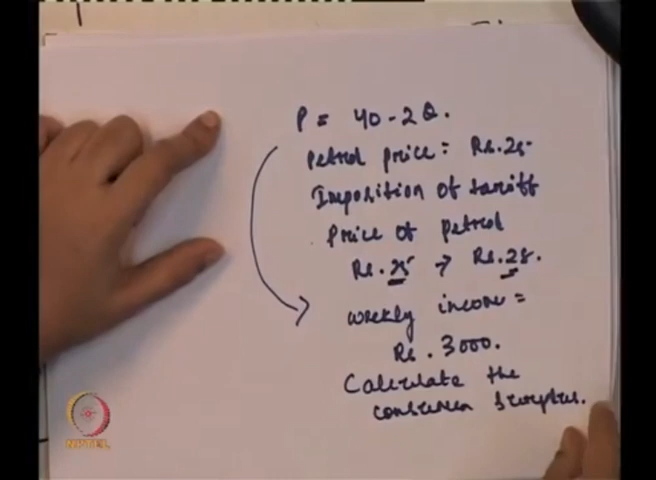 P = 40-2Q.
Petrol price = Rs.25
Imposition of tariff
Price of petrol
Rs.25 → Rs.28.
weekly income =
Rs. 3000.
Calculate the
consumer surplus.
NPTEL